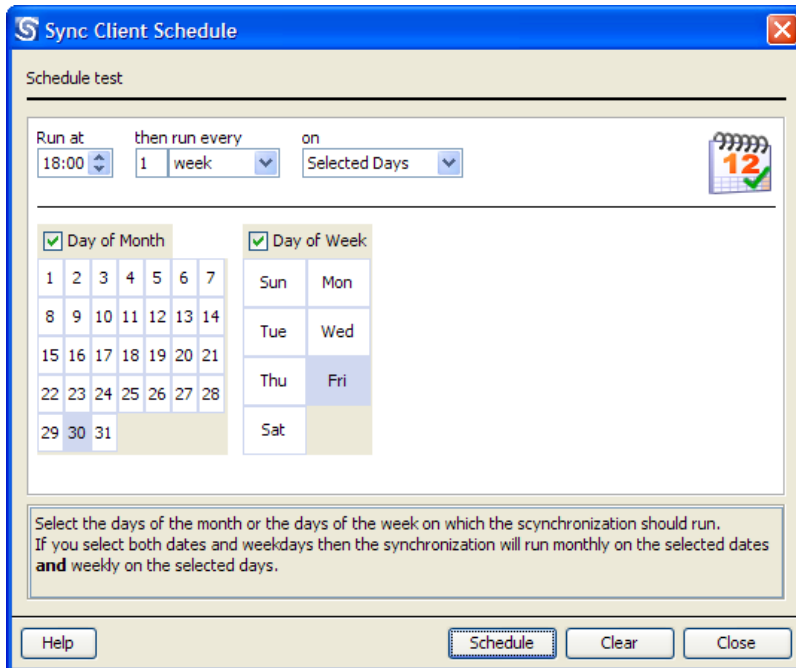 Sync Client Schedule
Schedule test
Run at then run every on
18:00 1 week Selected Days
12
Day of Month Day of Week
1 2 3 4 5 6 7
8 9 10 11 12 13 14
15 16 17 18 19 20 21
22 23 24 25 26 27 28
29 30 31
Sun Mon
Tue Wed
Thu Fri
Sat
Select the days of the month or the days of the week on which the scynchronization should run.
If you select both dates and weekdays then the synchronization will run monthly on the selected dates
and weekly on the selected days.
Help Schedule Clear Close